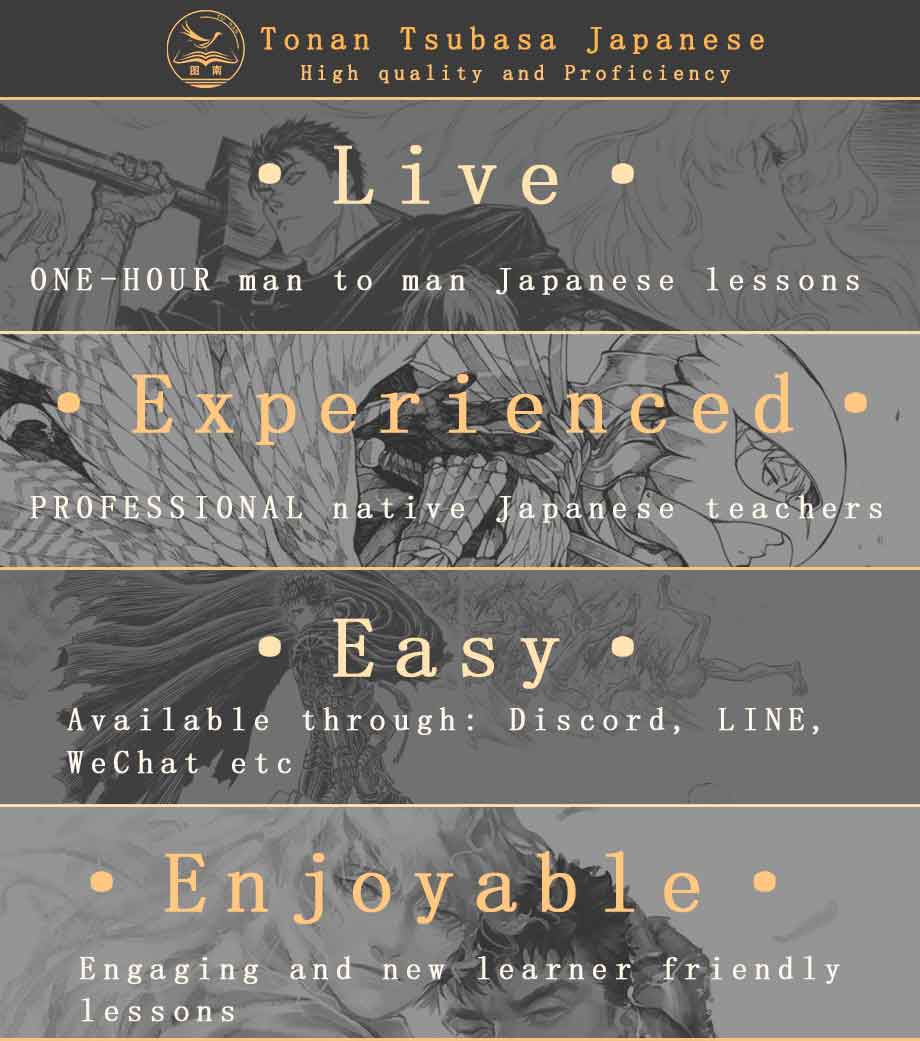 图 南
Tonan Tsubasa Japanese
High quality and Proficiency
• Live •
ONE-HOUR man to man Japanese lessons
• Experienced •
PROFESSIONAL native Japanese teachers
• Easy •
Available through: Discord, LINE,
WeChat etc
• Enjoyable •
Engaging and new learner friendly
lessons